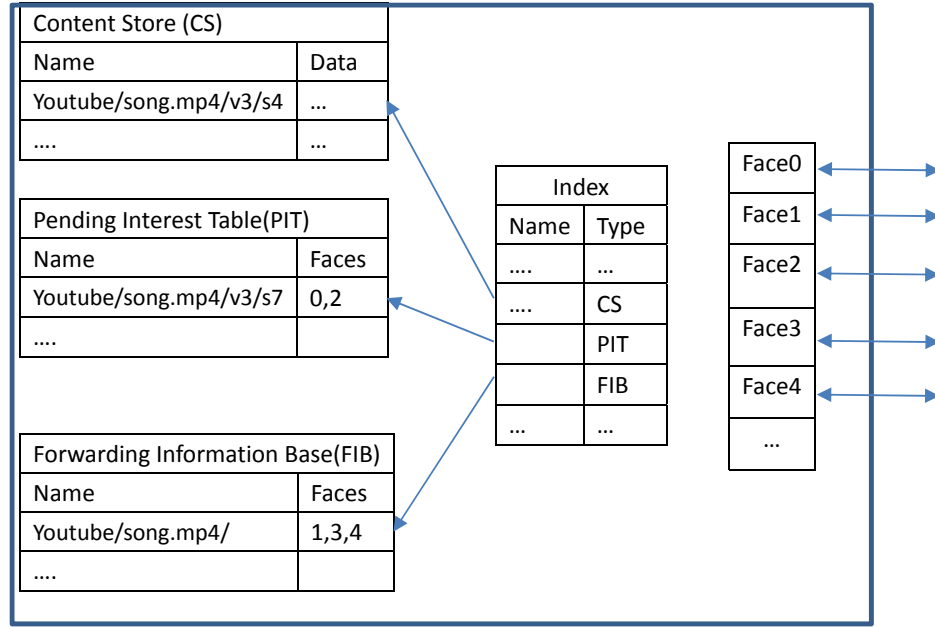 Content Store (CS)
Name Data
Youtube/song.mp4/v3/s4 ...
.... ...
Pending Interest Table(PIT)
Name Faces
Youtube/song.mp4/v3/s7 0,2
....
Forwarding Information Base(FIB)
Name Faces
Youtube/song.mp4/ 1,3,4
....
Index
Name Type
.... ...
.... CS
PIT
FIB
... ...
Face0
Face1
Face2
Face3
Face4
...